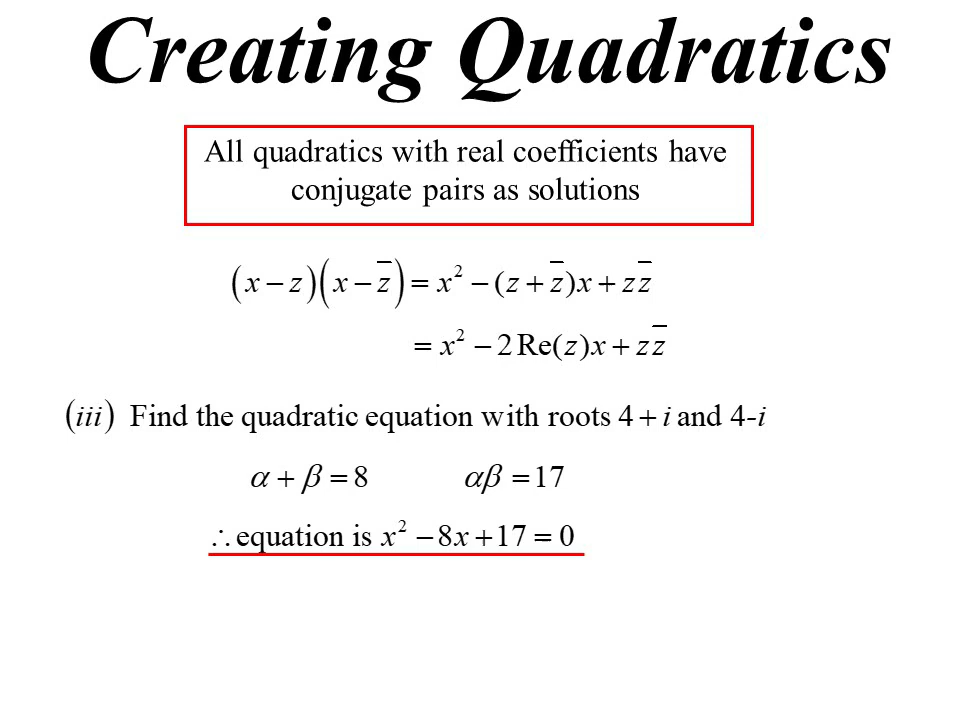 Creating Quadratics
All quadratics with real coefficients have
conjugate pairs as solutions
(x − z)(x − z̅) = x² − (z + z̅)x + zz̅
= x² − 2 Re(z)x + zz̅
(iii) Find the quadratic equation with roots 4 + i and 4-i
α + β = 8 αβ = 17
∴ equation is x² − 8x + 17 = 0